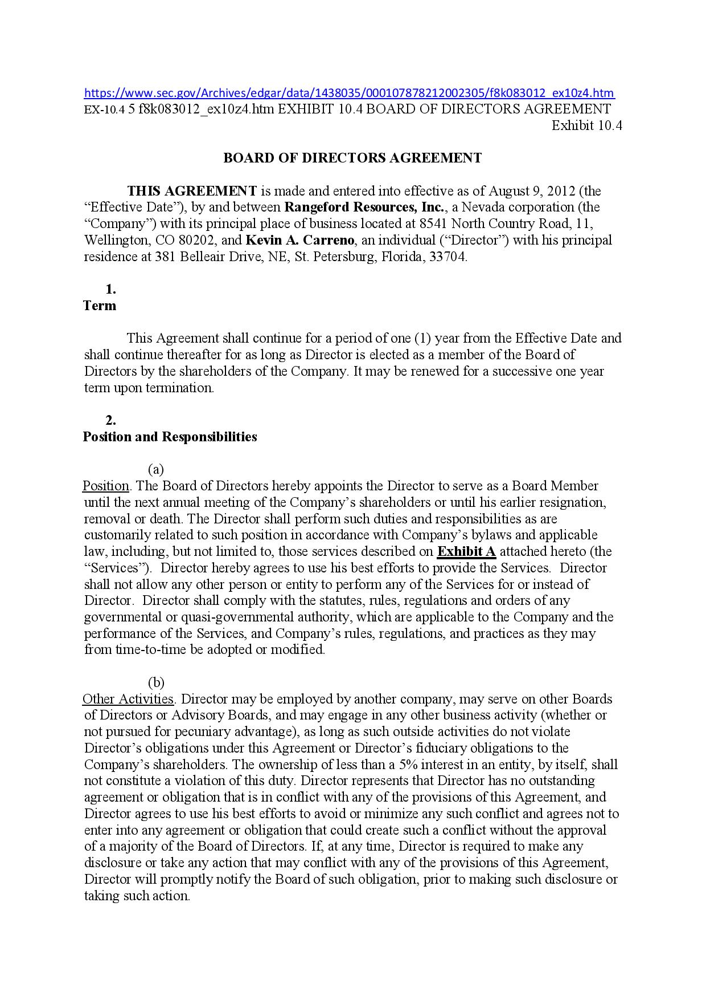 https://www.sec.gov/Archives/edgar/data/1438035/000107878212002305/f8k083012_ex10z4.htm
EX-10.4 5 f8k083012_ex10z4.htm EXHIBIT 10.4 BOARD OF DIRECTORS AGREEMENT
Exhibit 10.4
BOARD OF DIRECTORS AGREEMENT
THIS AGREEMENT is made and entered into effective as of August 9, 2012 (the
“Effective Date”), by and between Rangeford Resources, Inc., a Nevada corporation (the
“Company”) with its principal place of business located at 8541 North Country Road, 11,
Wellington, CO 80202, and Kevin A. Carreno, an individual (“Director”) with his principal
residence at 381 Belleair Drive, NE, St. Petersburg, Florida, 33704.
1.
Term
This Agreement shall continue for a period of one (1) year from the Effective Date and
shall continue thereafter for as long as Director is elected as a member of the Board of
Directors by the shareholders of the Company. It may be renewed for a successive one year
term upon termination.
2.
Position and Responsibilities
(a)
Position. The Board of Directors hereby appoints the Director to serve as a Board Member
until the next annual meeting of the Company’s shareholders or until his earlier resignation,
removal or death. The Director shall perform such duties and responsibilities as are
customarily related to such position in accordance with Company’s bylaws and applicable
law, including, but not limited to, those services described on Exhibit A attached hereto (the
“Services”). Director hereby agrees to use his best efforts to provide the Services. Director
shall not allow any other person or entity to perform any of the Services for or instead of
Director. Director shall comply with the statutes, rules, regulations and orders of any
governmental or quasi-governmental authority, which are applicable to the Company and the
performance of the Services, and Company’s rules, regulations, and practices as they may
from time-to-time be adopted or modified.
(b)
Other Activities. Director may be employed by another company, may serve on other Boards
of Directors or Advisory Boards, and may engage in any other business activity (whether or
not pursued for pecuniary advantage), as long as such outside activities do not violate
Director’s obligations under this Agreement or Director’s fiduciary obligations to the
Company’s shareholders. The ownership of less than a 5% interest in an entity, by itself, shall
not constitute a violation of this duty. Director represents that Director has no outstanding
agreement or obligation that is in conflict with any of the provisions of this Agreement, and
Director agrees to use his best efforts to avoid or minimize any such conflict and agrees not to
enter into any agreement or obligation that could create such a conflict without the approval
of a majority of the Board of Directors. If, at any time, Director is required to make any
disclosure or take any action that may conflict with any of the provisions of this Agreement,
Director will promptly notify the Board of such obligation, prior to making such disclosure or
taking such action.